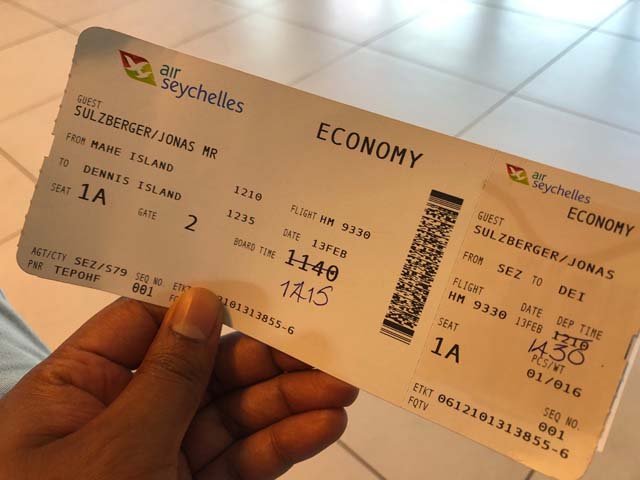 air
seychelles
ECONOMY
GUEST
SULZBERGER/JONAS MR
FROM MAHE ISLAND 1210
TO DENNIS ISLAND 1235
FLIGHT HM 9330
DATE 13FEB
SEAT 1A GATE 2 BOARD TIME 1140
1415
AGT/CTY SEZ/S79 SEQ NO. ETKT 2101313855-6
PNR TEPOHF 001 FQ
air
seychelles
ECONOMY
GUEST
SULZBERGER/JONAS
FROM SEZ TO DEI
FLIGHT DATE DEP TIME
HM 9330 13FEB 1210
1430
SEAT PCS/WT
1A 01/016
SEQ NO.
001
ETKT 0612101313855-6
FQTV